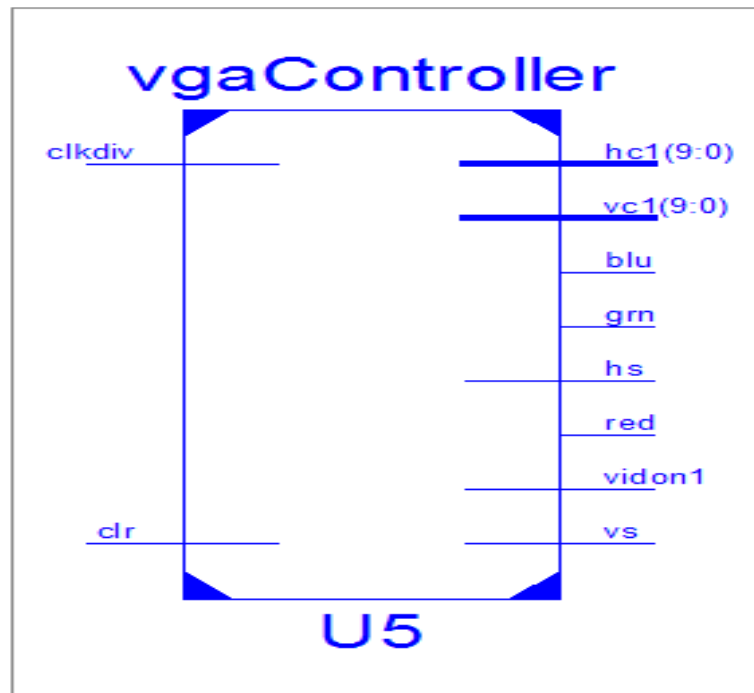 vgaController
clkdiv
hc1(9:0)
vc1(9:0)
blu
grn
hs
red
vidon1
clr
vs
U5